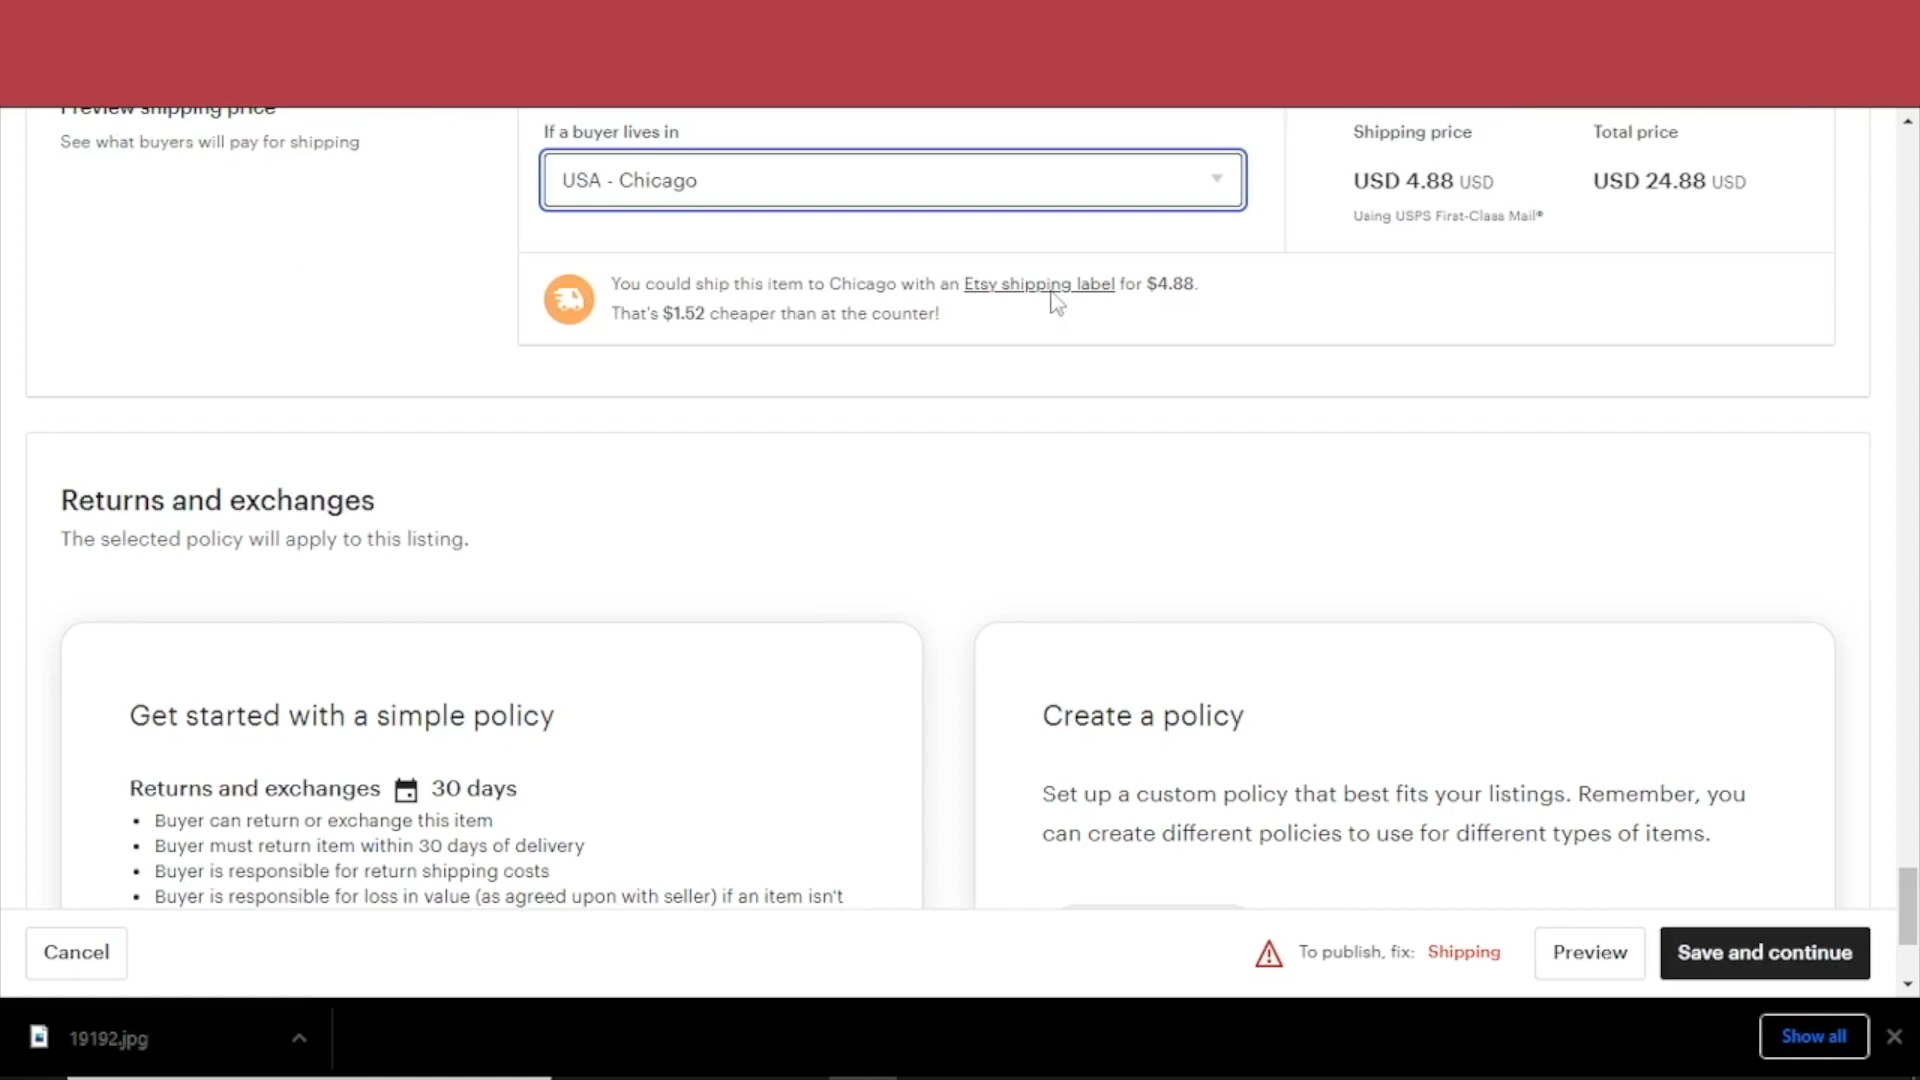 Preview shipping price
See what buyers will pay for shipping
If a buyer lives in
USA - Chicago
Shipping price
USD 4.88 USD
Using USPS First-Class Mail®
Total price
USD 24.88 USD
You could ship this item to Chicago with an Etsy shipping label for $4.88.
That's $1.52 cheaper than at the counter!
Returns and exchanges
The selected policy will apply to this listing.
Get started with a simple policy
Returns and exchanges 30 days
• Buyer can return or exchange this item
• Buyer must return item within 30 days of delivery
• Buyer is responsible for return shipping costs
• Buyer is responsible for loss in value (as agreed upon with seller) if an item isn't
Create a policy
Set up a custom policy that best fits your listings. Remember, you
can create different policies to use for different types of items.
Cancel
To publish, fix: Shipping
Preview
Save and continue
19192.jpg
Show all